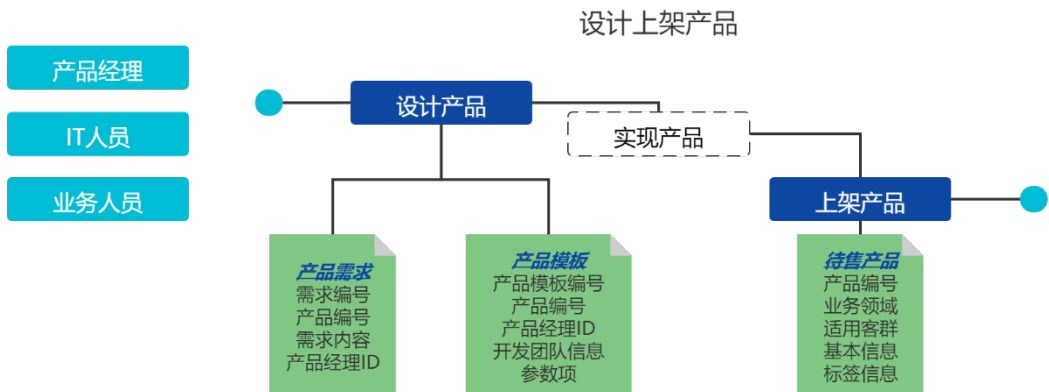 设计上架产品
产品经理
IT人员
业务人员
设计产品
实现产品
上架产品
产品需求
需求编号
产品编号
需求内容
产品经理ID
产品模板
产品模板编号
产品编号
产品经理ID
开发团队信息
参数项
待售产品
产品编号
业务领域
适用客群
基本信息
标签信息